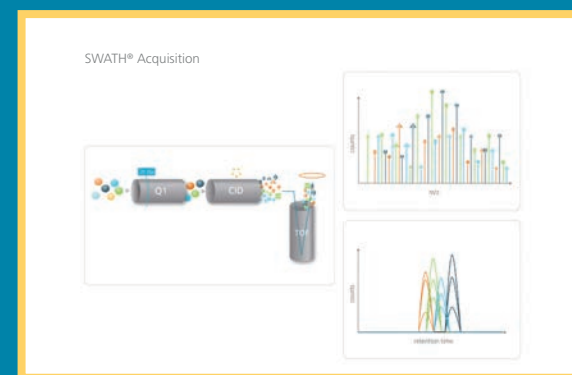 SWATH® Acquisition
Q1
CID
TOF
counts
m/z
counts
retention time